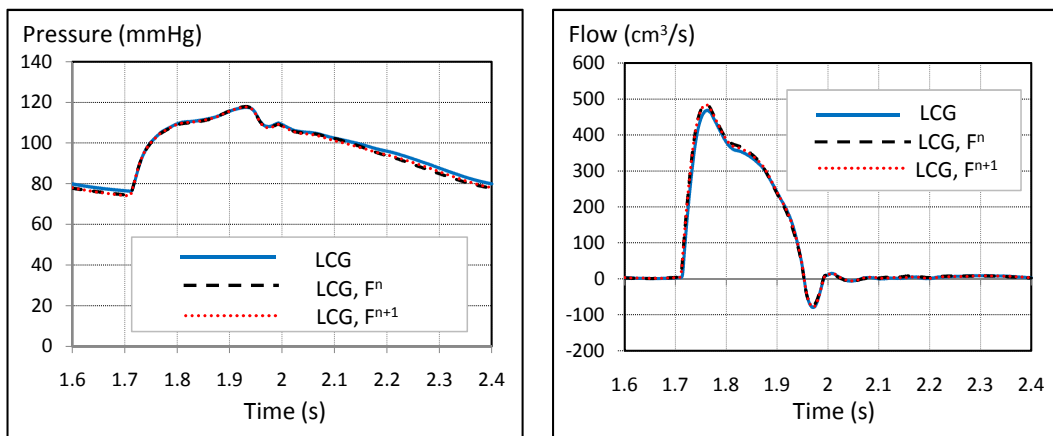 Pressure (mmHg)
140
120
100
80
60
40
20
0
LCG
LCG, Fⁿ
LCG, Fⁿ⁺¹
1.6 1.7 1.8 1.9 2 2.1 2.2 2.3 2.4
Time (s)
Flow (cm³/s)
600
500
400
300
200
100
0
-100
-200
LCG
LCG, Fⁿ
LCG, Fⁿ⁺¹
1.6 1.7 1.8 1.9 2 2.1 2.2 2.3 2.4
Time (s)